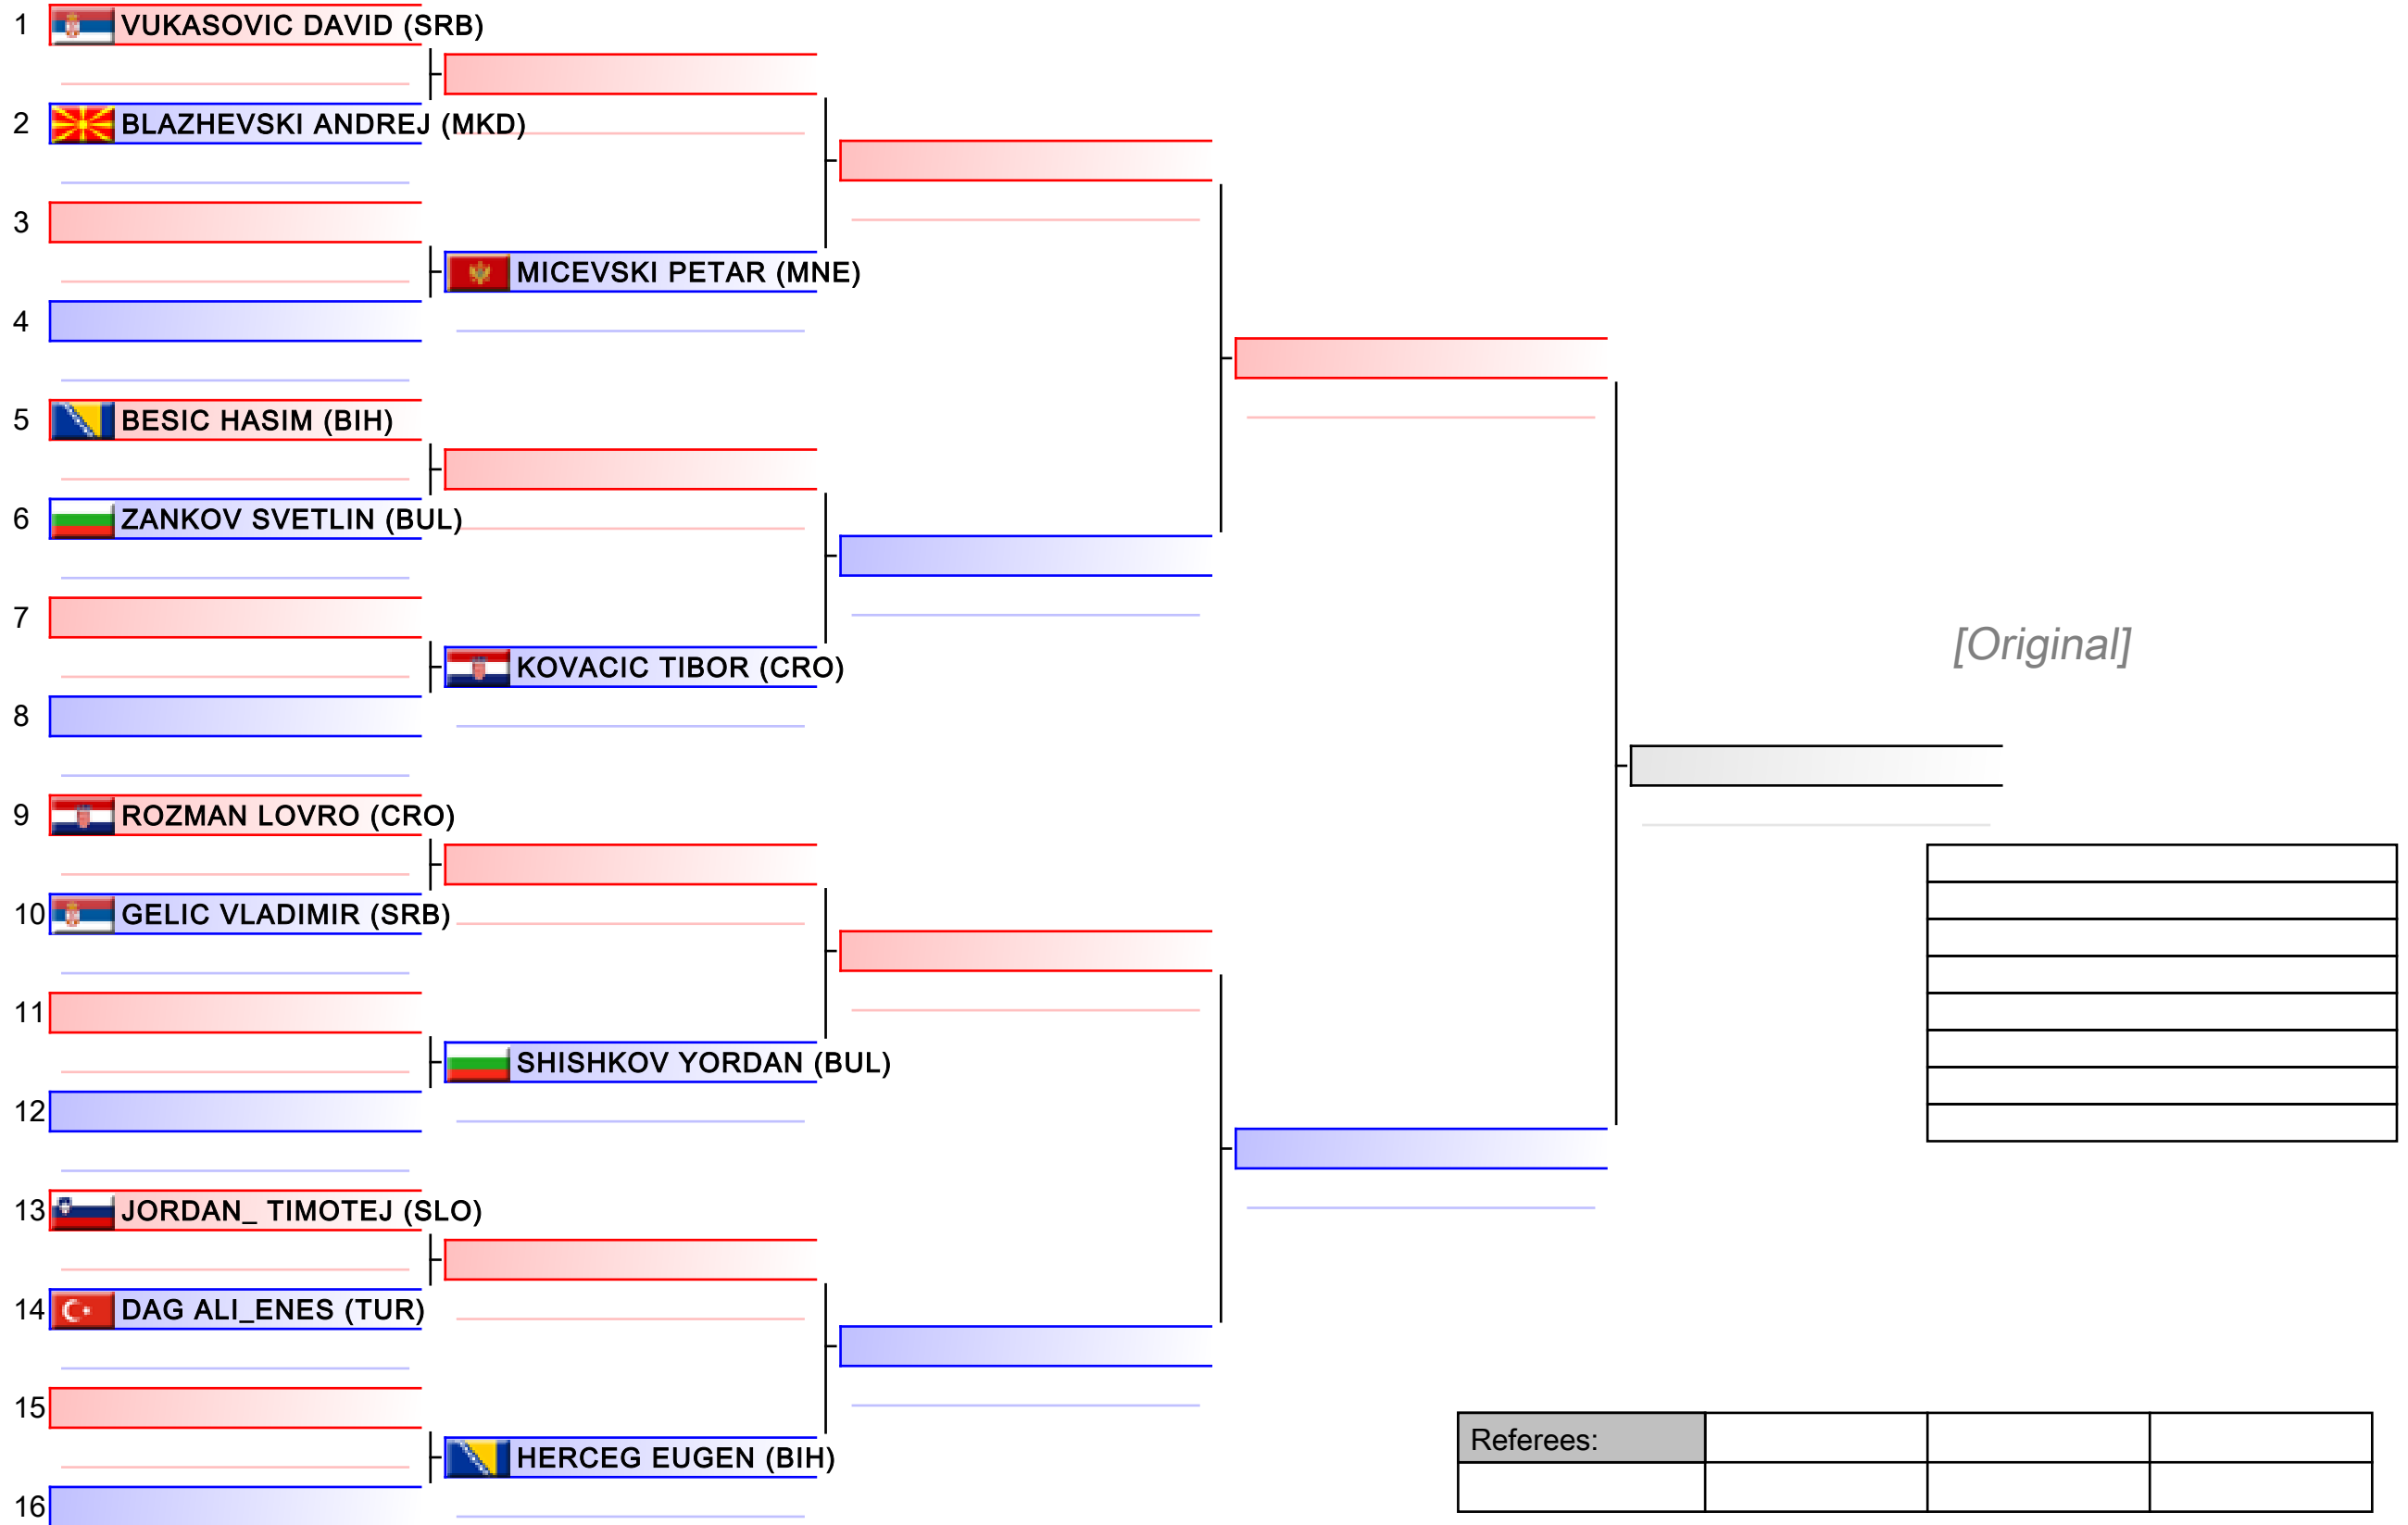 1 VUKASOVIC DAVID (SRB)
2 BLAZHEVSKI ANDREJ (MKD)
3
MICEVSKI PETAR (MNE)
4
5 BESIC HASIM (BIH)
6 ZANKOV SVETLIN (BUL)
7
[Original]
KOVACIC TIBOR (CRO)
8
9 ROZMAN LOVRO (CRO)
10 GELIC VLADIMIR (SRB)
11
SHISHKOV YORDAN (BUL)
12
13 JORDAN_ TIMOTEJ (SLO)
14 DAG ALI_ENES (TUR)
15
Referees:
HERCEG EUGEN (BIH)
16